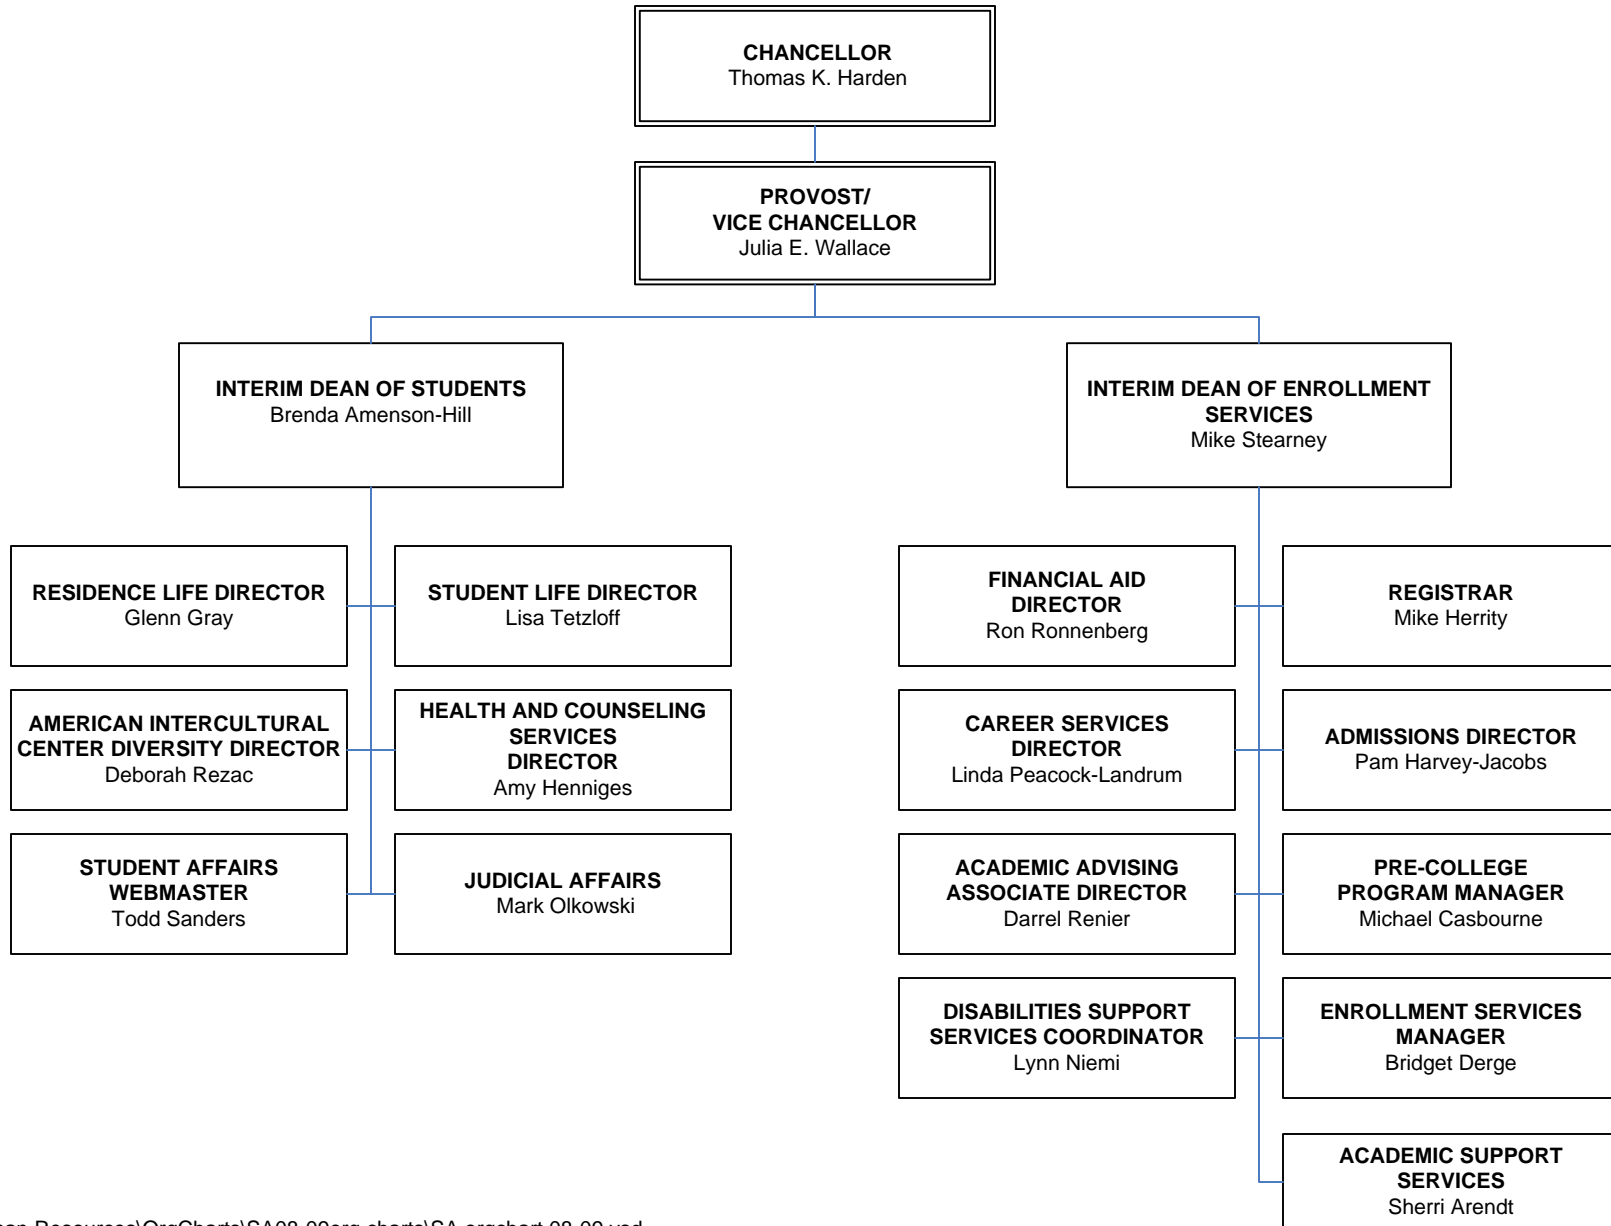 CHANCELLOR
Thomas K. Harden
PROVOST/
VICE CHANCELLOR
Julia E. Wallace
INTERIM DEAN OF STUDENTS
Brenda Amenson-Hill
INTERIM DEAN OF ENROLLMENT
SERVICES
Mike Stearney
RESIDENCE LIFE DIRECTOR
Glenn Gray
STUDENT LIFE DIRECTOR
Lisa Tetzloff
FINANCIAL AID
DIRECTOR
Ron Ronnenberg
REGISTRAR
Mike Herrity
AMERICAN INTERCULTURAL
CENTER DIVERSITY DIRECTOR
Deborah Rezac
HEALTH AND COUNSELING
SERVICES
DIRECTOR
Amy Henniges
CAREER SERVICES
DIRECTOR
Linda Peacock-Landrum
ADMISSIONS DIRECTOR
Pam Harvey-Jacobs
STUDENT AFFAIRS
WEBMASTER
Todd Sanders
JUDICIAL AFFAIRS
Mark Olkowski
ACADEMIC ADVISING
ASSOCIATE DIRECTOR
Darrel Renier
PRE-COLLEGE
PROGRAM MANAGER
Michael Casbourne
DISABILITIES SUPPORT
SERVICES COORDINATOR
Lynn Niemi
ENROLLMENT SERVICES
MANAGER
Bridget Derge
ACADEMIC SUPPORT
SERVICES
Sherri Arendt